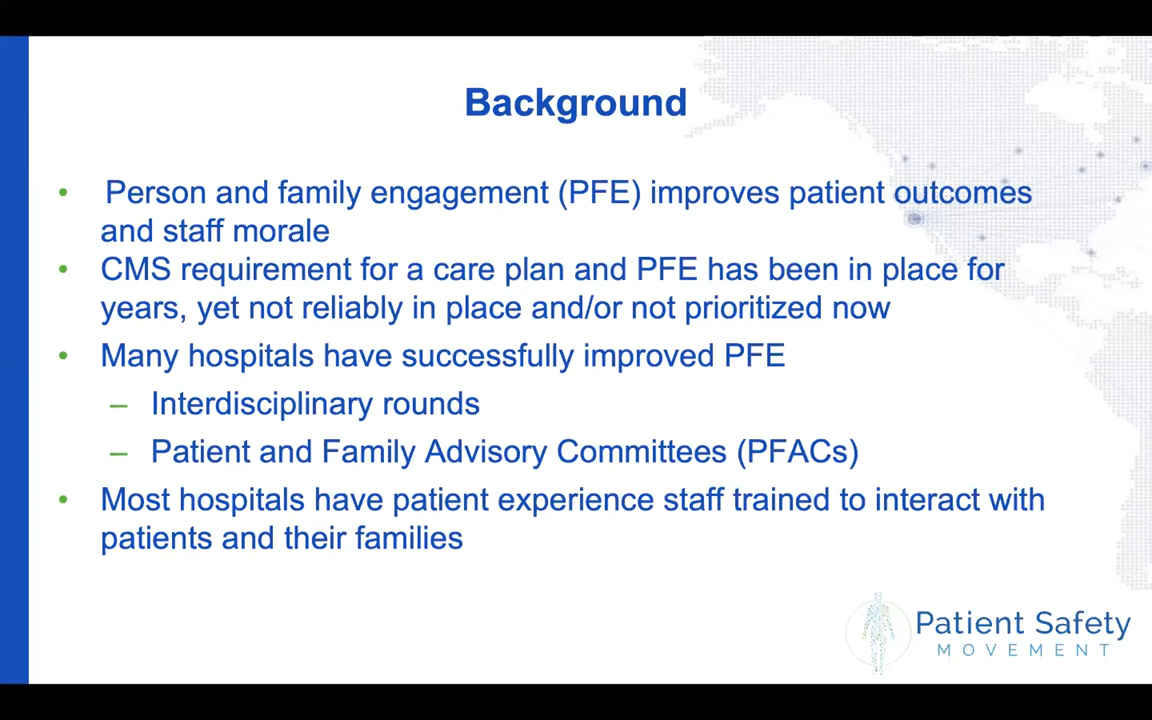 Background
• Person and family engagement (PFE) improves patient outcomes
and staff morale
• CMS requirement for a care plan and PFE has been in place for
years, yet not reliably in place and/or not prioritized now
• Many hospitals have successfully improved PFE
– Interdisciplinary rounds
– Patient and Family Advisory Committees (PFACs)
• Most hospitals have patient experience staff trained to interact with
patients and their families
Patient Safety
MOVEMENT